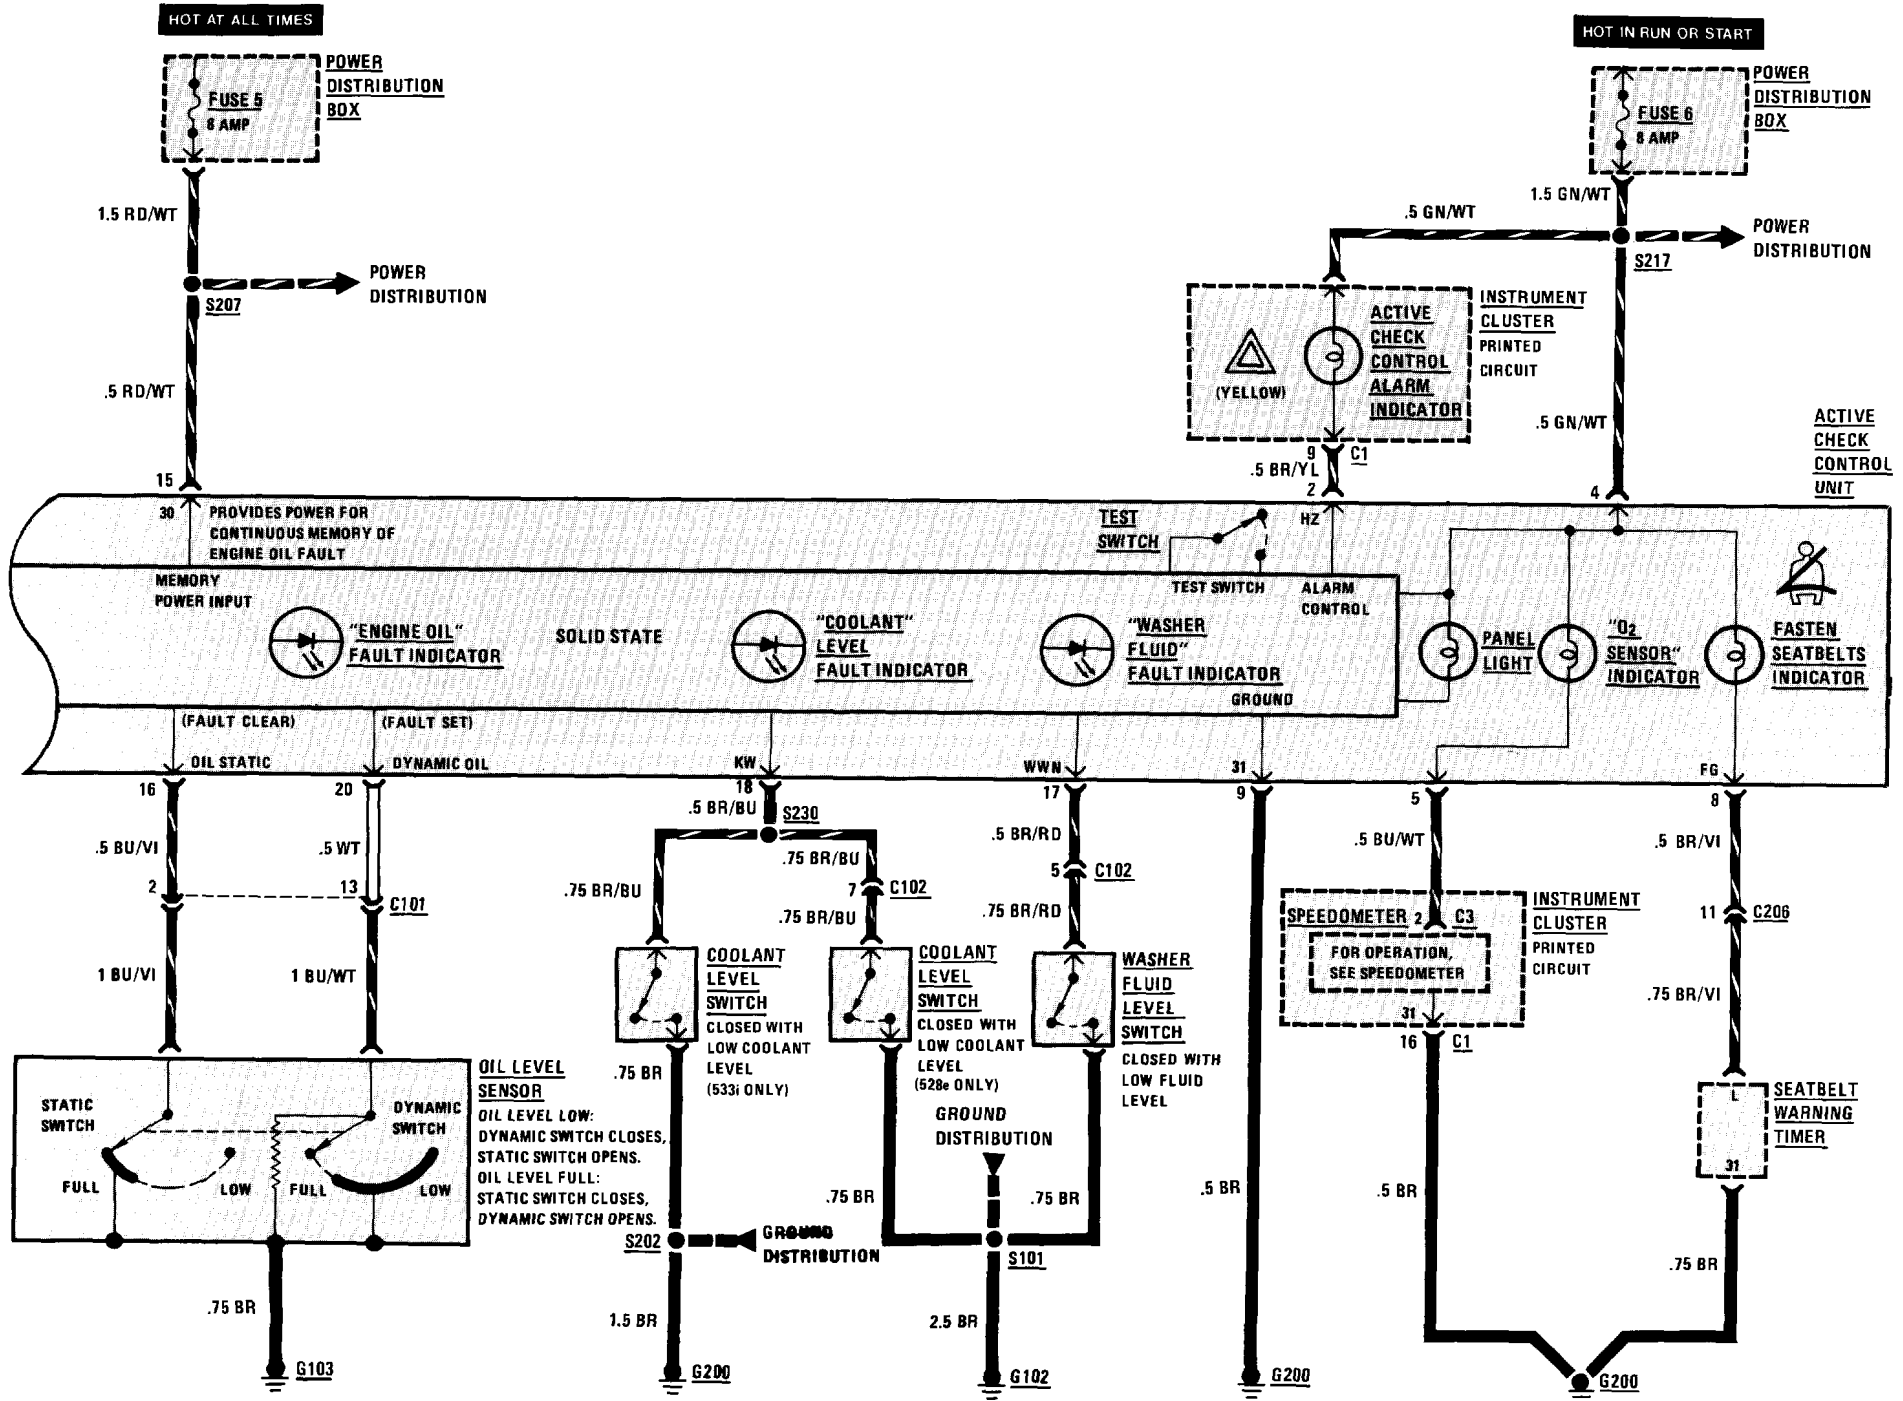 HOT AT ALL TIMES
HOT IN RUN OR START
POWER
DISTRIBUTION
BOX
FUSE 5
8 AMP
POWER
DISTRIBUTION
BOX
FUSE 6
8 AMP
1.5 RD/WT
1.5 GN/WT
.5 GN/WT
POWER
DISTRIBUTION
S217
POWER
DISTRIBUTION
S207
.5 RD/WT
INSTRUMENT
CLUSTER
PRINTED
CIRCUIT
ACTIVE
CHECK
CONTROL
ALARM
INDICATOR
(YELLOW)
.5 GN/WT
ACTIVE
CHECK
CONTROL
UNIT
9 C1
.5 BR/YL
15
2
4
30
PROVIDES POWER FOR
CONTINUOUS MEMORY OF
ENGINE OIL FAULT
TEST
SWITCH
HZ
MEMORY
POWER INPUT
TEST SWITCH
ALARM
CONTROL
"ENGINE OIL"
FAULT INDICATOR
SOLID STATE
"COOLANT"
LEVEL
FAULT INDICATOR
"WASHER
FLUID"
FAULT INDICATOR
GROUND
PANEL
LIGHT
"O2
SENSOR"
INDICATOR
FASTEN
SEATBELTS
INDICATOR
(FAULT CLEAR)
(FAULT SET)
OIL STATIC
DYNAMIC OIL
KW
WWN
31
FG
16
20
18
17
9
5
8
.5 BU/VI
.5 WT
.5 BR/BU
S230
.5 BR/RD
.5 BU/WT
.5 BR/VI
2
13
C101
.75 BR/BU
.75 BR/BU
7 C102
.75 BR/BU
5 C102
.75 BR/RD
SPEEDOMETER 2 C3
FOR OPERATION,
SEE SPEEDOMETER
31
INSTRUMENT
CLUSTER
PRINTED
CIRCUIT
16 C1
11 C206
.75 BR/VI
1 BU/VI
1 BU/WT
COOLANT
LEVEL
SWITCH
CLOSED WITH
LOW COOLANT
LEVEL
(533i ONLY)
COOLANT
LEVEL
SWITCH
CLOSED WITH
LOW COOLANT
LEVEL
(528e ONLY)
WASHER
FLUID
LEVEL
SWITCH
CLOSED WITH
LOW FLUID
LEVEL
STATIC
SWITCH
DYNAMIC
SWITCH
FULL
LOW
FULL
LOW
OIL LEVEL
SENSOR
OIL LEVEL LOW:
DYNAMIC SWITCH CLOSES,
STATIC SWITCH OPENS.
OIL LEVEL FULL:
STATIC SWITCH CLOSES,
DYNAMIC SWITCH OPENS.
.75 BR
GROUND
DISTRIBUTION
.75 BR
.75 BR
.5 BR
.5 BR
L
31
SEATBELT
WARNING
TIMER
S202
GROUND
DISTRIBUTION
S101
.75 BR
.75 BR
1.5 BR
2.5 BR
G103
G200
G102
G200
G200